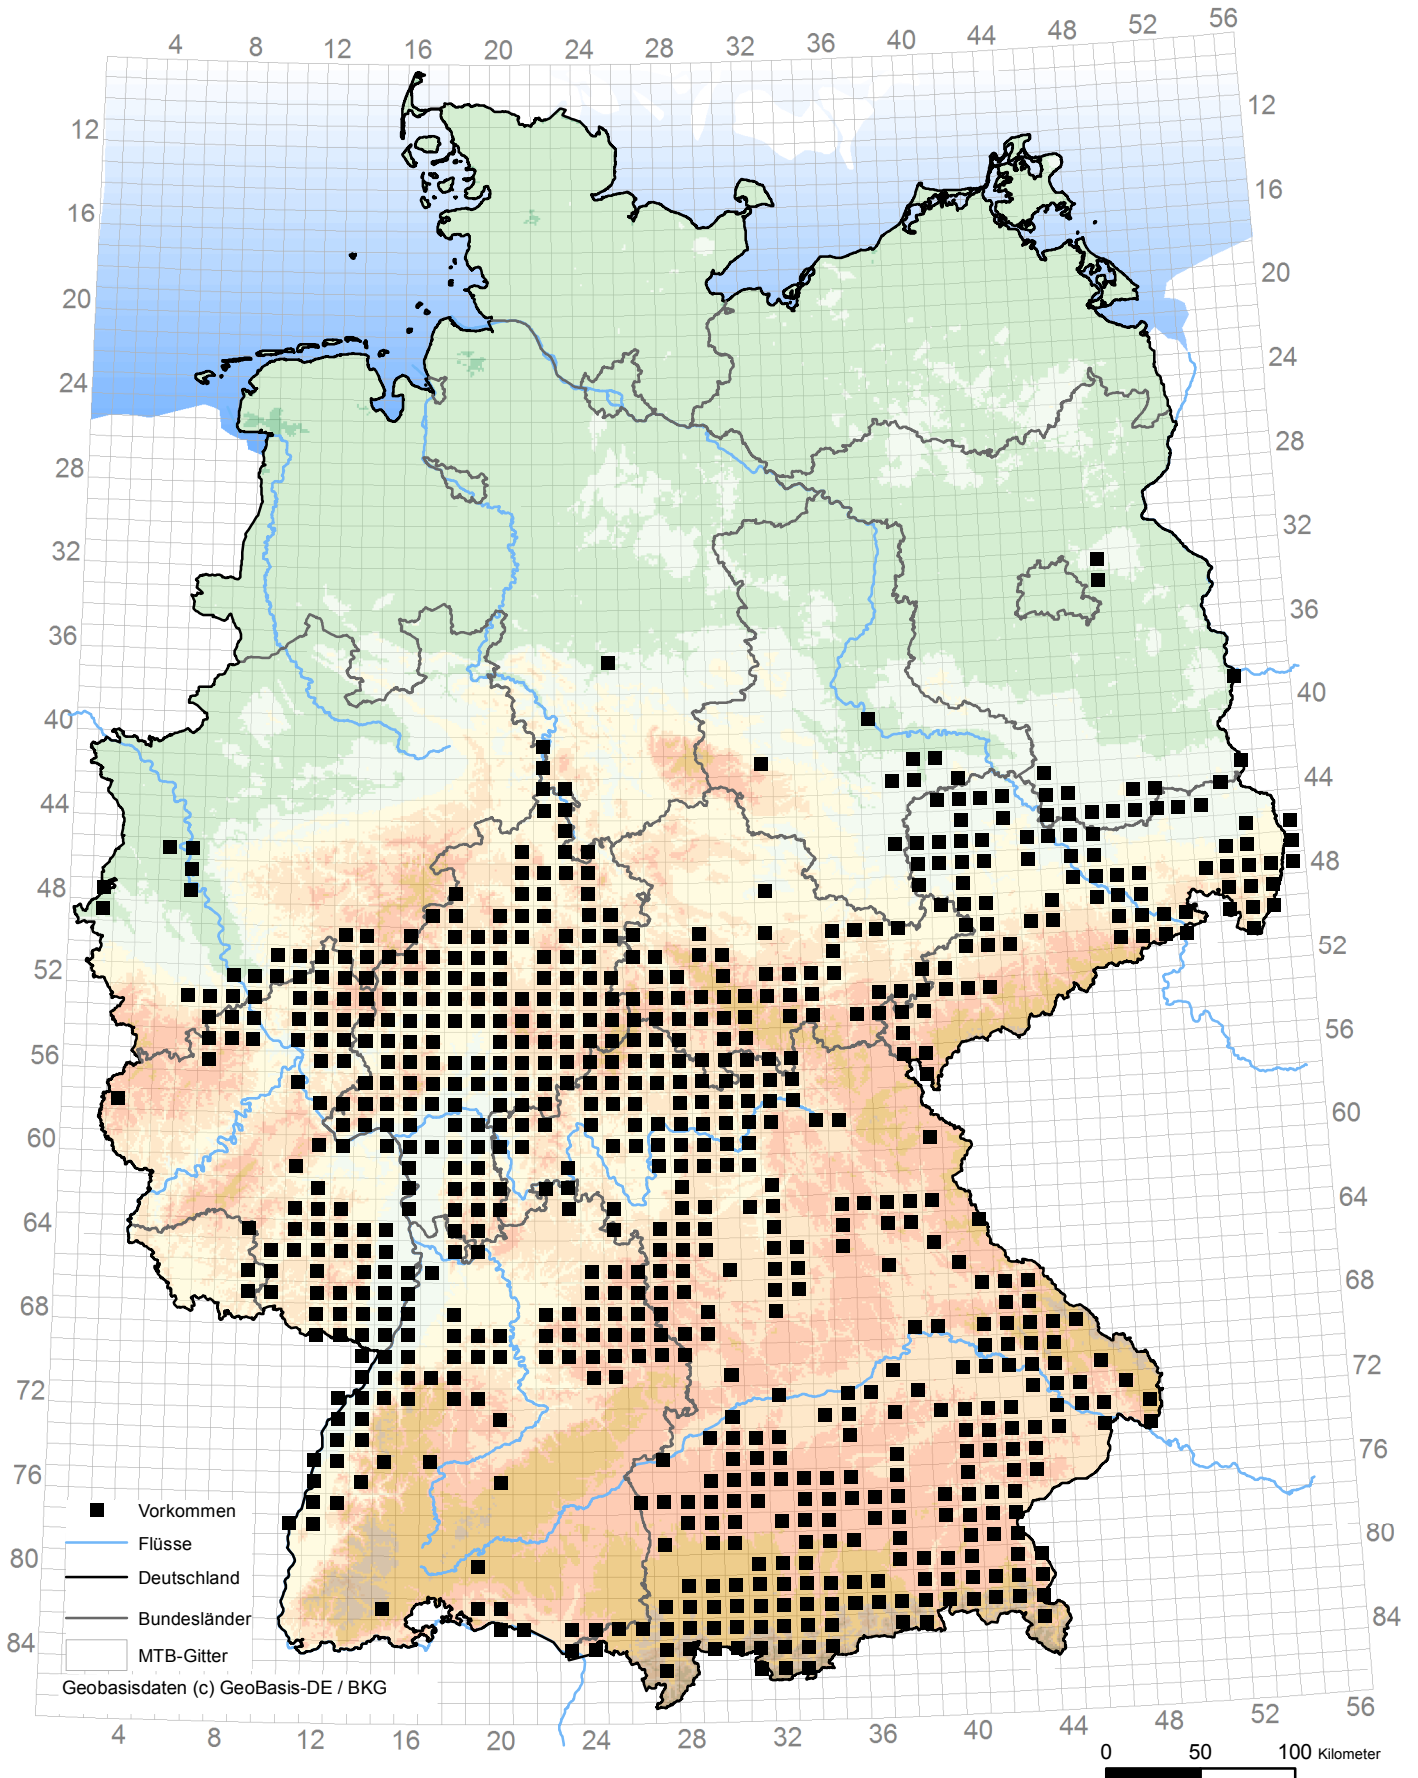 4 8 12 16 20 24 28 32 36 40 44 48 52 56
12 12
16 16
20 20
24 24
28 28
32 32
36 36
40 40
44 44
48 48
52 52
56 56
60 60
64 64
68 68
72 72
76 76
80 80
84 84
Vorkommen
Flüsse
Deutschland
Bundesländer
MTB-Gitter
Geobasisdaten (c) GeoBasis-DE / BKG
4 8 12 16 20 24 28 32 36 40 44 48 52 56
0 50 100 Kilometer